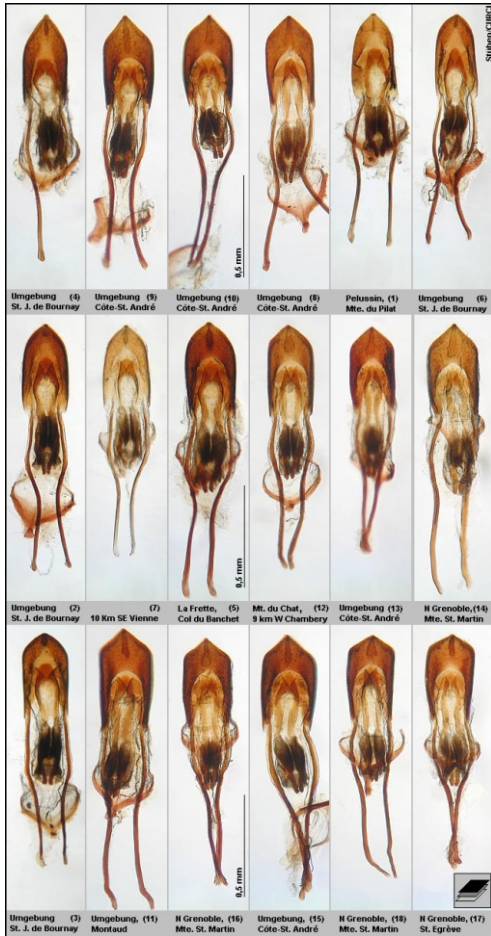 Stüben/CURCI
0,5 mm
Umgebung (4)
St. J. de Bournay
Umgebung (9)
Côte-St. André
Umgebung (10)
Côte-St. André
Umgebung (8)
Côte-St. André
Pelussin, (1)
Mte. du Pilat
Umgebung (6)
St. J. de Bournay
0,5 mm
Umgebung (2)
St. J. de Bournay
(7)
10 Km SE Vienne
La Frette, (5)
Col du Banchet
Mt. du Chat, (12)
9 km W Chambery
Umgebung (13)
Côte-St. André
N Grenoble, (14)
Mte. St. Martin
0,5 mm
Umgebung (3)
St. J. de Bournay
Umgebung, (11)
Montaud
N Grenoble, (16)
Mte. St. Martin
Umgebung, (15)
Côte-St. André
N Grenoble, (18)
Mte. St. Martin
N Grenoble, (17)
St. Egrève